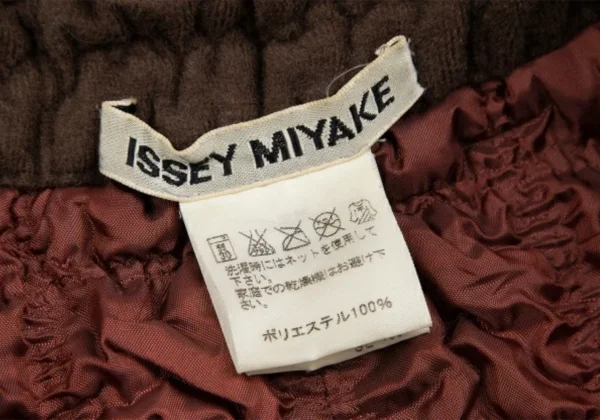 ISSEY MIYAKE
洗濯時にはネットを使用して
下さい。
家庭での乾燥機はお避け下
さい。
ポリエステル100%